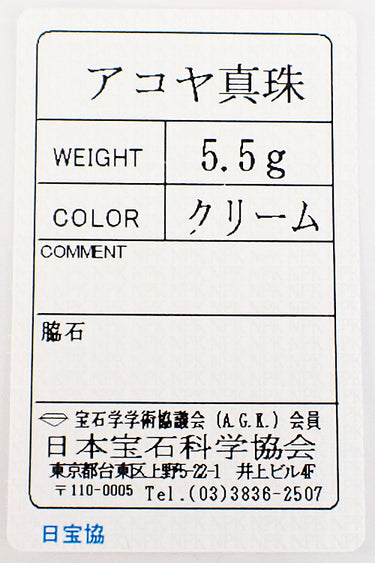 アコヤ真珠
WEIGHT 5.5g
COLOR クリーム
COMMENT
脇石
宝石学学術協議会 (A.G.K.) 会員
日本宝石科学協会
東京都台東区上野5-22-1 井上ビル4F
〒110-0005 Tel.(03)3836-2507
日宝協